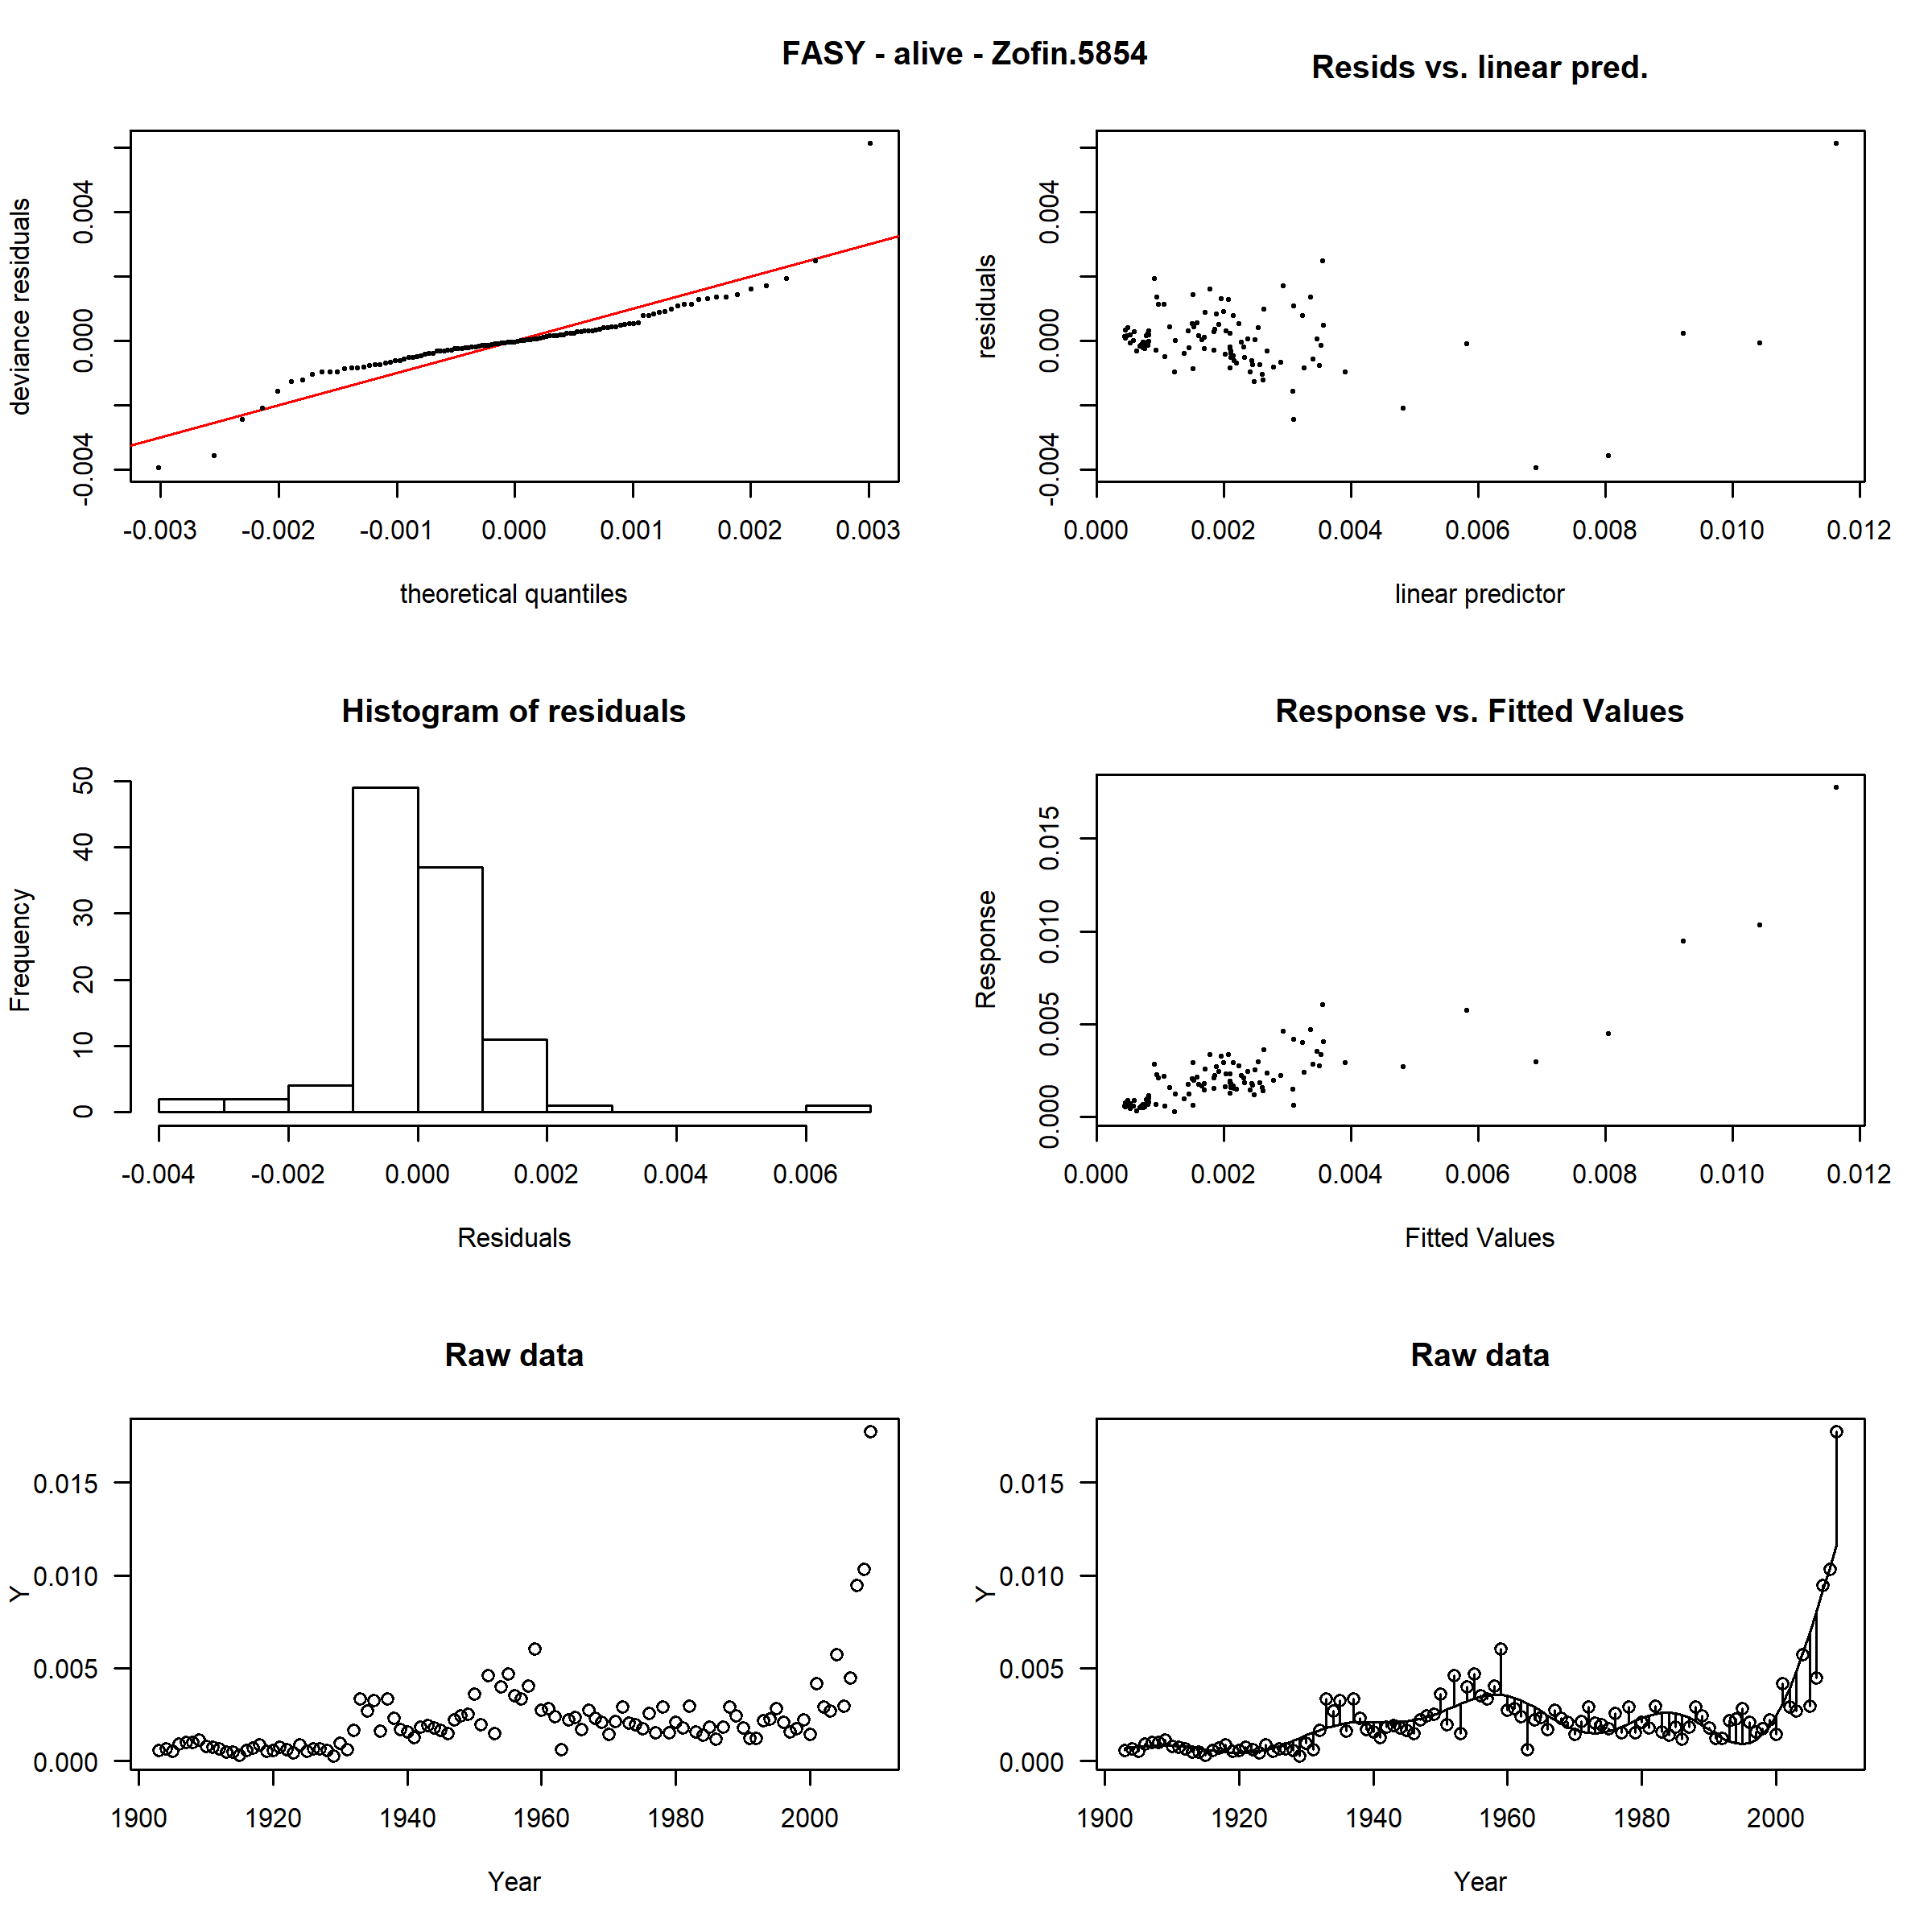 FASY - alive - Zofin.5854
Resids vs. linear pred.
deviance residuals
-0.004 0.000 0.004
-0.003 -0.002 -0.001 0.000 0.001 0.002 0.003
theoretical quantiles
residuals
-0.004 0.000 0.004
0.000 0.002 0.004 0.006 0.008 0.010 0.012
linear predictor
Histogram of residuals
Frequency
0 10 20 30 40 50
-0.004 -0.002 0.000 0.002 0.004 0.006
Residuals
Response vs. Fitted Values
Response
0.000 0.005 0.010 0.015
0.000 0.002 0.004 0.006 0.008 0.010 0.012
Fitted Values
Raw data
Y
0.015
0.010
0.005
0.000
1900 1920 1940 1960 1980 2000
Year
Raw data
Y
0.015
0.010
0.005
0.000
1900 1920 1940 1960 1980 2000
Year